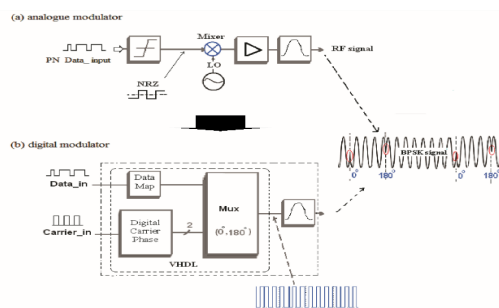 (a) analogue modulator
Mixer
PN Data_input
RF signal
LO
NRZ
(b) digital modulator
BPSK signal
0° 180° 0° 180°
Data_in
Data Map
Carrier_in
Digital Carrier Phase
2
Mux
(0°.180°)
VHDL